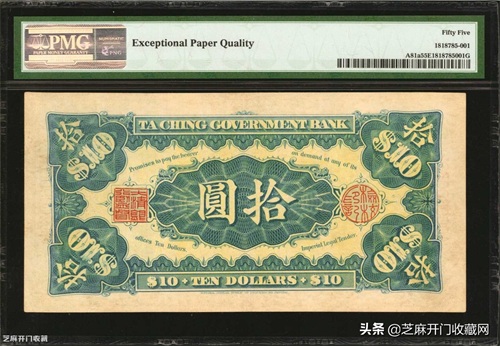 PMG
PAPER MONEY GUARANTY
Exceptional Paper Quality
Fifty Five
1818785-001
A81a55E1818785001G
拾
$10
TA CHING GOVERNMENT BANK
拾
$10
Promises to pay the bearer
on demand at any of its
圓拾
offices Ten Dollars.
Imperial Legal Tender.
$10
拾
$10 • TEN DOLLARS • $10
$10
拾
芝麻开门收藏
头条 @芝麻开门收藏网